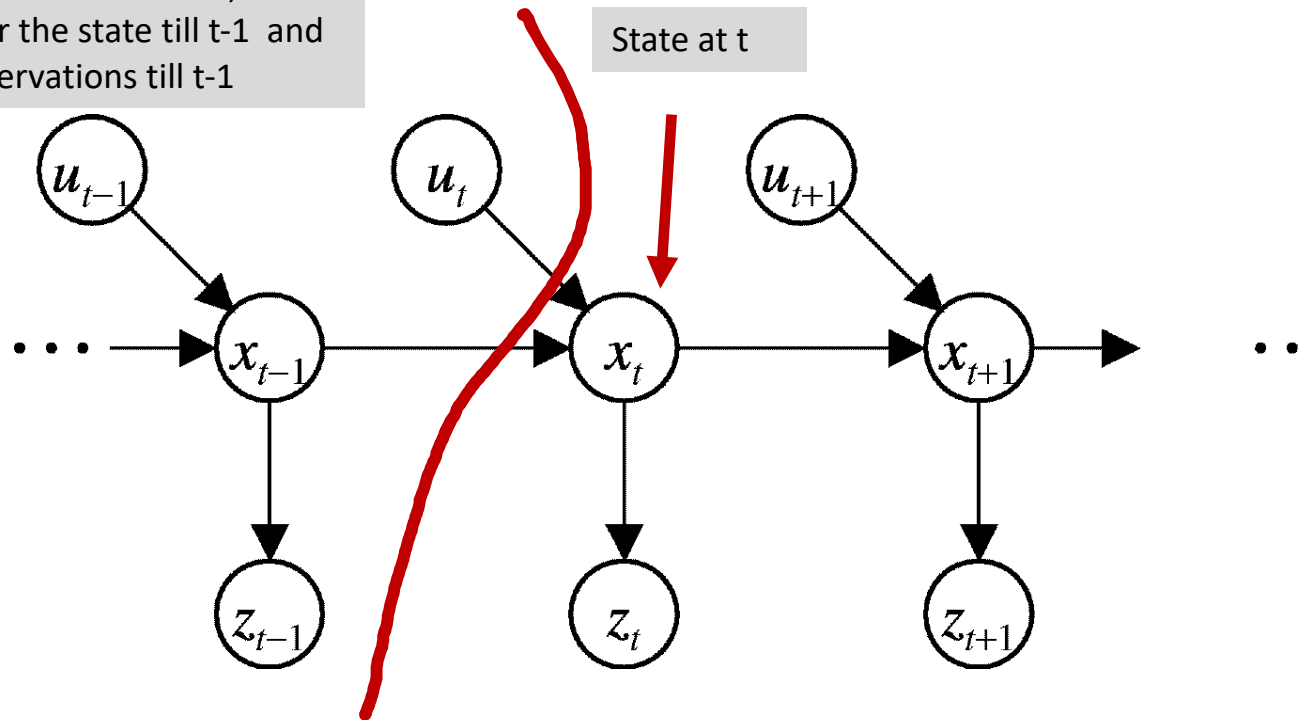 r the state till t-1 and
ervations till t-1
State at t
u_{t-1} u_t u_{t+1}
... x_{t-1} x_t x_{t+1} ..
z_{t-1} z_t z_{t+1}